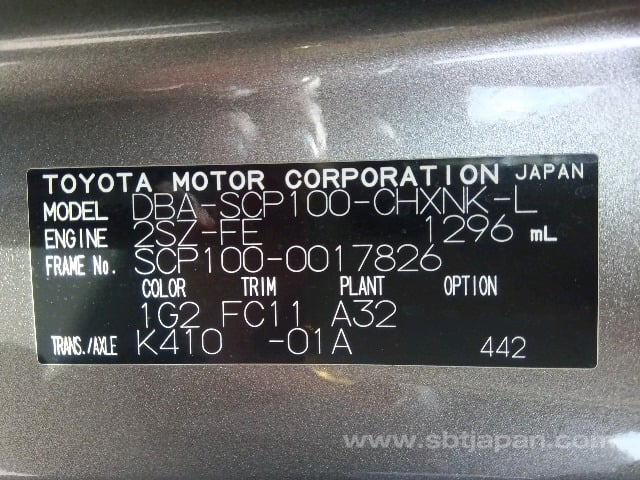 TOYOTA MOTOR CORPORATION JAPAN
MODEL DBA-SCP100-CHXNK-L
ENGINE 2SZ-FE 1296 mL
FRAME No. SCP100-0017826
COLOR TRIM PLANT OPTION
1G2 FC11 A32
TRANS./AXLE K410 -01A 442
www.sbtjapan.com